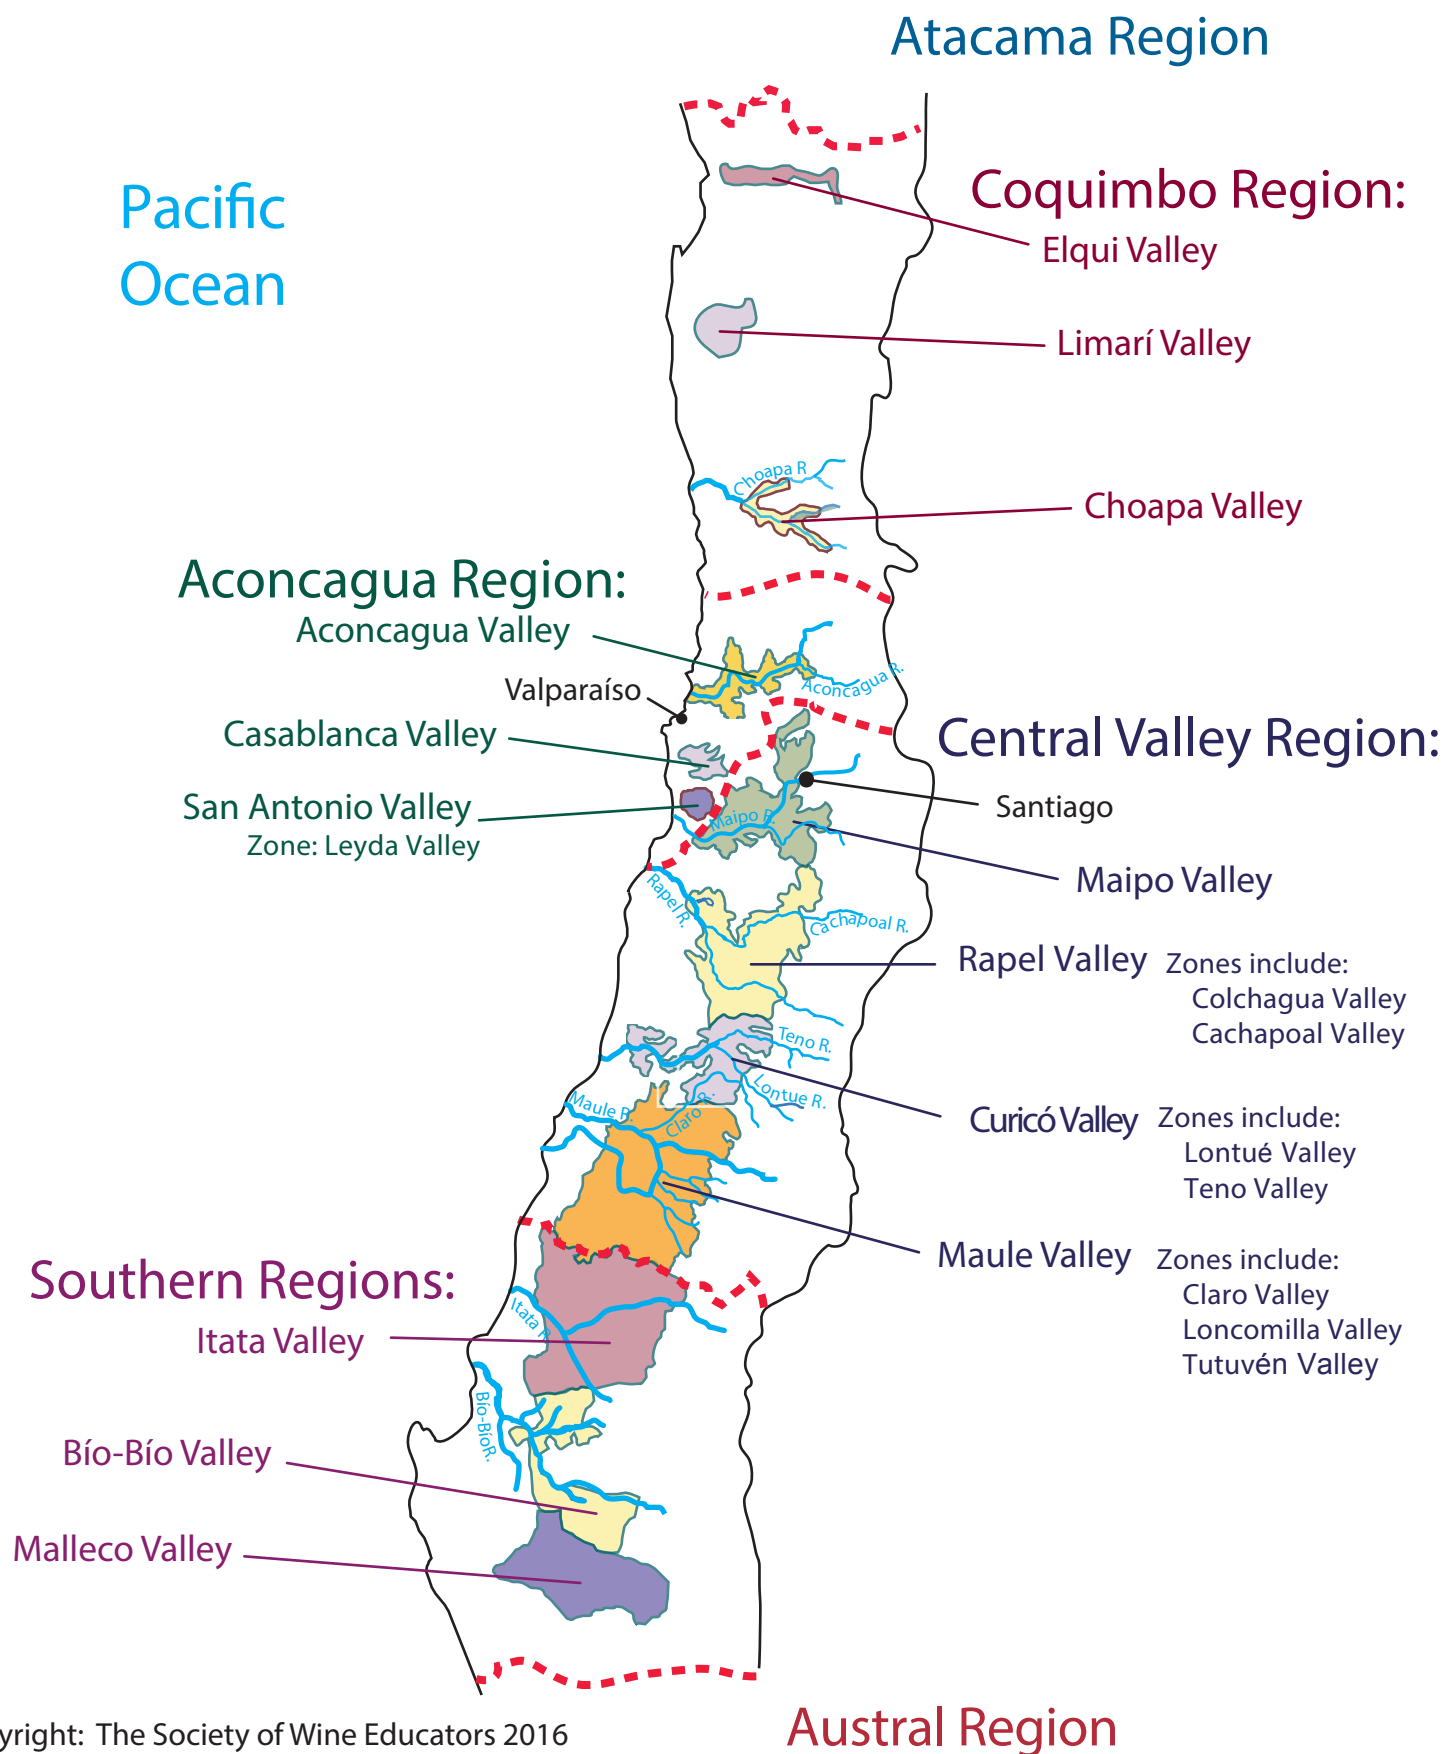 Atacama Region
Pacific
Ocean
Coquimbo Region:
Elqui Valley
Limarí Valley
Choapa R
Choapa Valley
Aconcagua Region:
Aconcagua Valley
Aconcagua R.
Valparaíso
Casablanca Valley
Central Valley Region:
San Antonio Valley
Zone: Leyda Valley
Santiago
Maipo R.
Maipo Valley
Rapel R.
Cachapoal R.
Rapel Valley
Zones include:
Colchagua Valley
Cachapoal Valley
Teno R.
Lontue R.
Claro R.
Maule R.
Curicó Valley
Zones include:
Lontué Valley
Teno Valley
Maule Valley
Zones include:
Claro Valley
Loncomilla Valley
Tutuvén Valley
Southern Regions:
Itata R.
Itata Valley
Bío-BíoR.
Bío-Bío Valley
Malleco Valley
Austral Region
yright: The Society of Wine Educators 2016